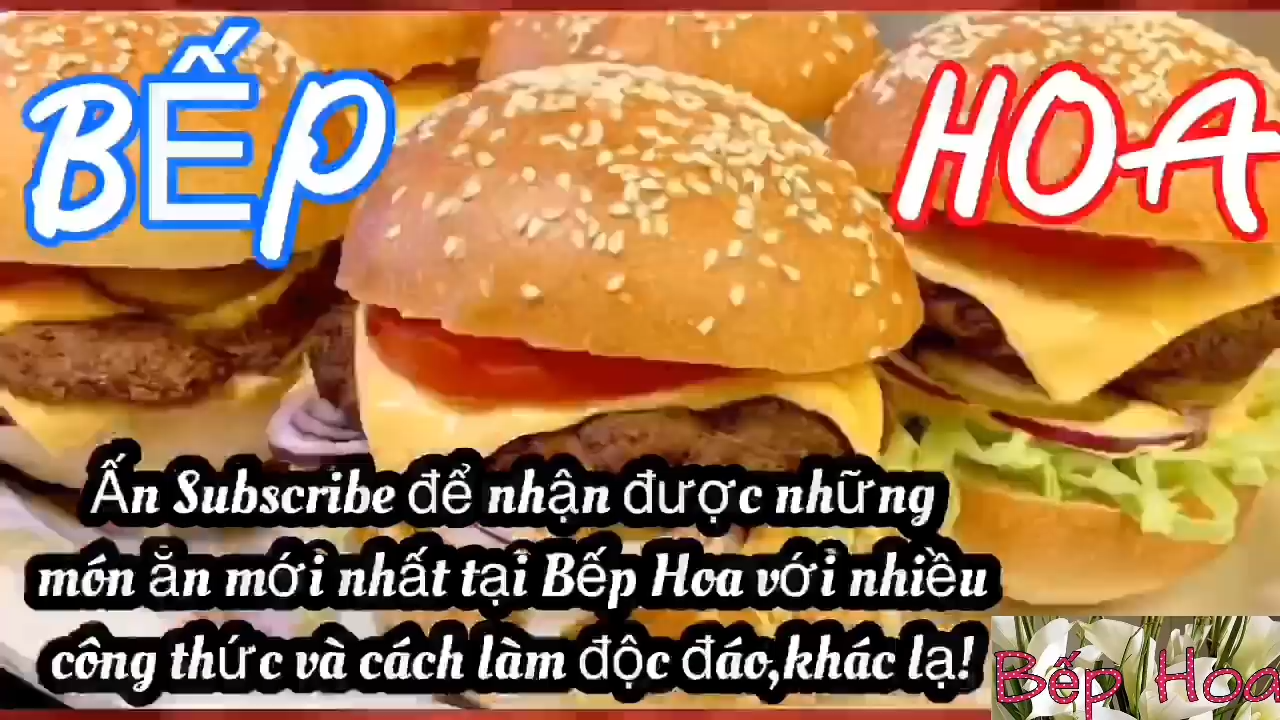 BẾP HOA
Ấn Subscribe để nhận được những
món ằn mới nhất tại Bếp Hoa với nhiều
công thức và cách làm độc đáo,khác lạ!
Bếp Hoa